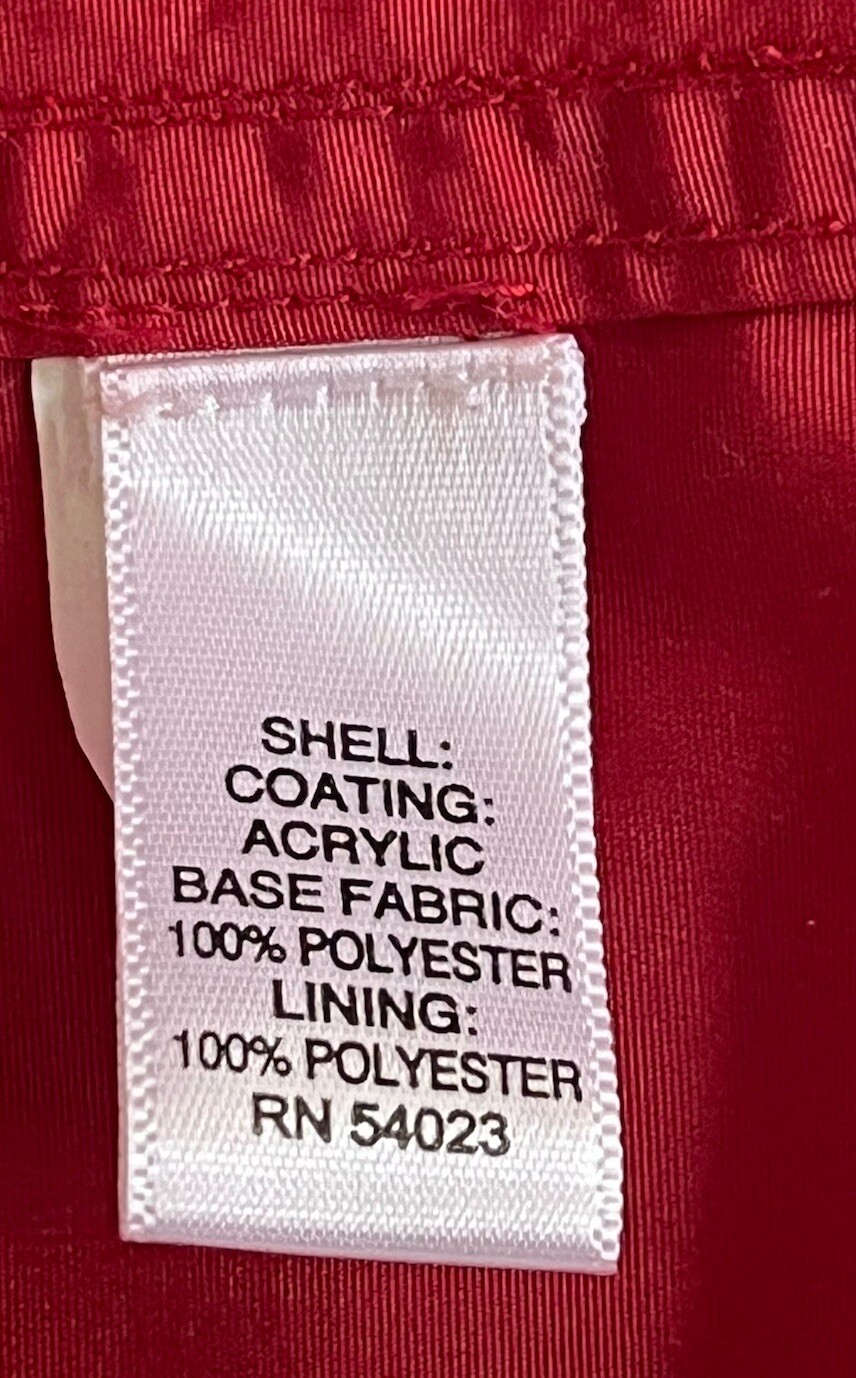 SHELL:
COATING:
ACRYLIC
BASE FABRIC:
100% POLYESTER
LINING:
100% POLYESTER
RN 54023